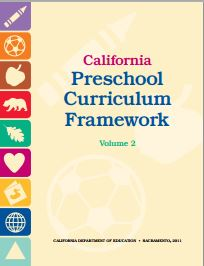 California
Preschool
Curriculum
Framework
Volume 2
CALIFORNIA DEPARTMENT OF EDUCATION • SACRAMENTO, 2011